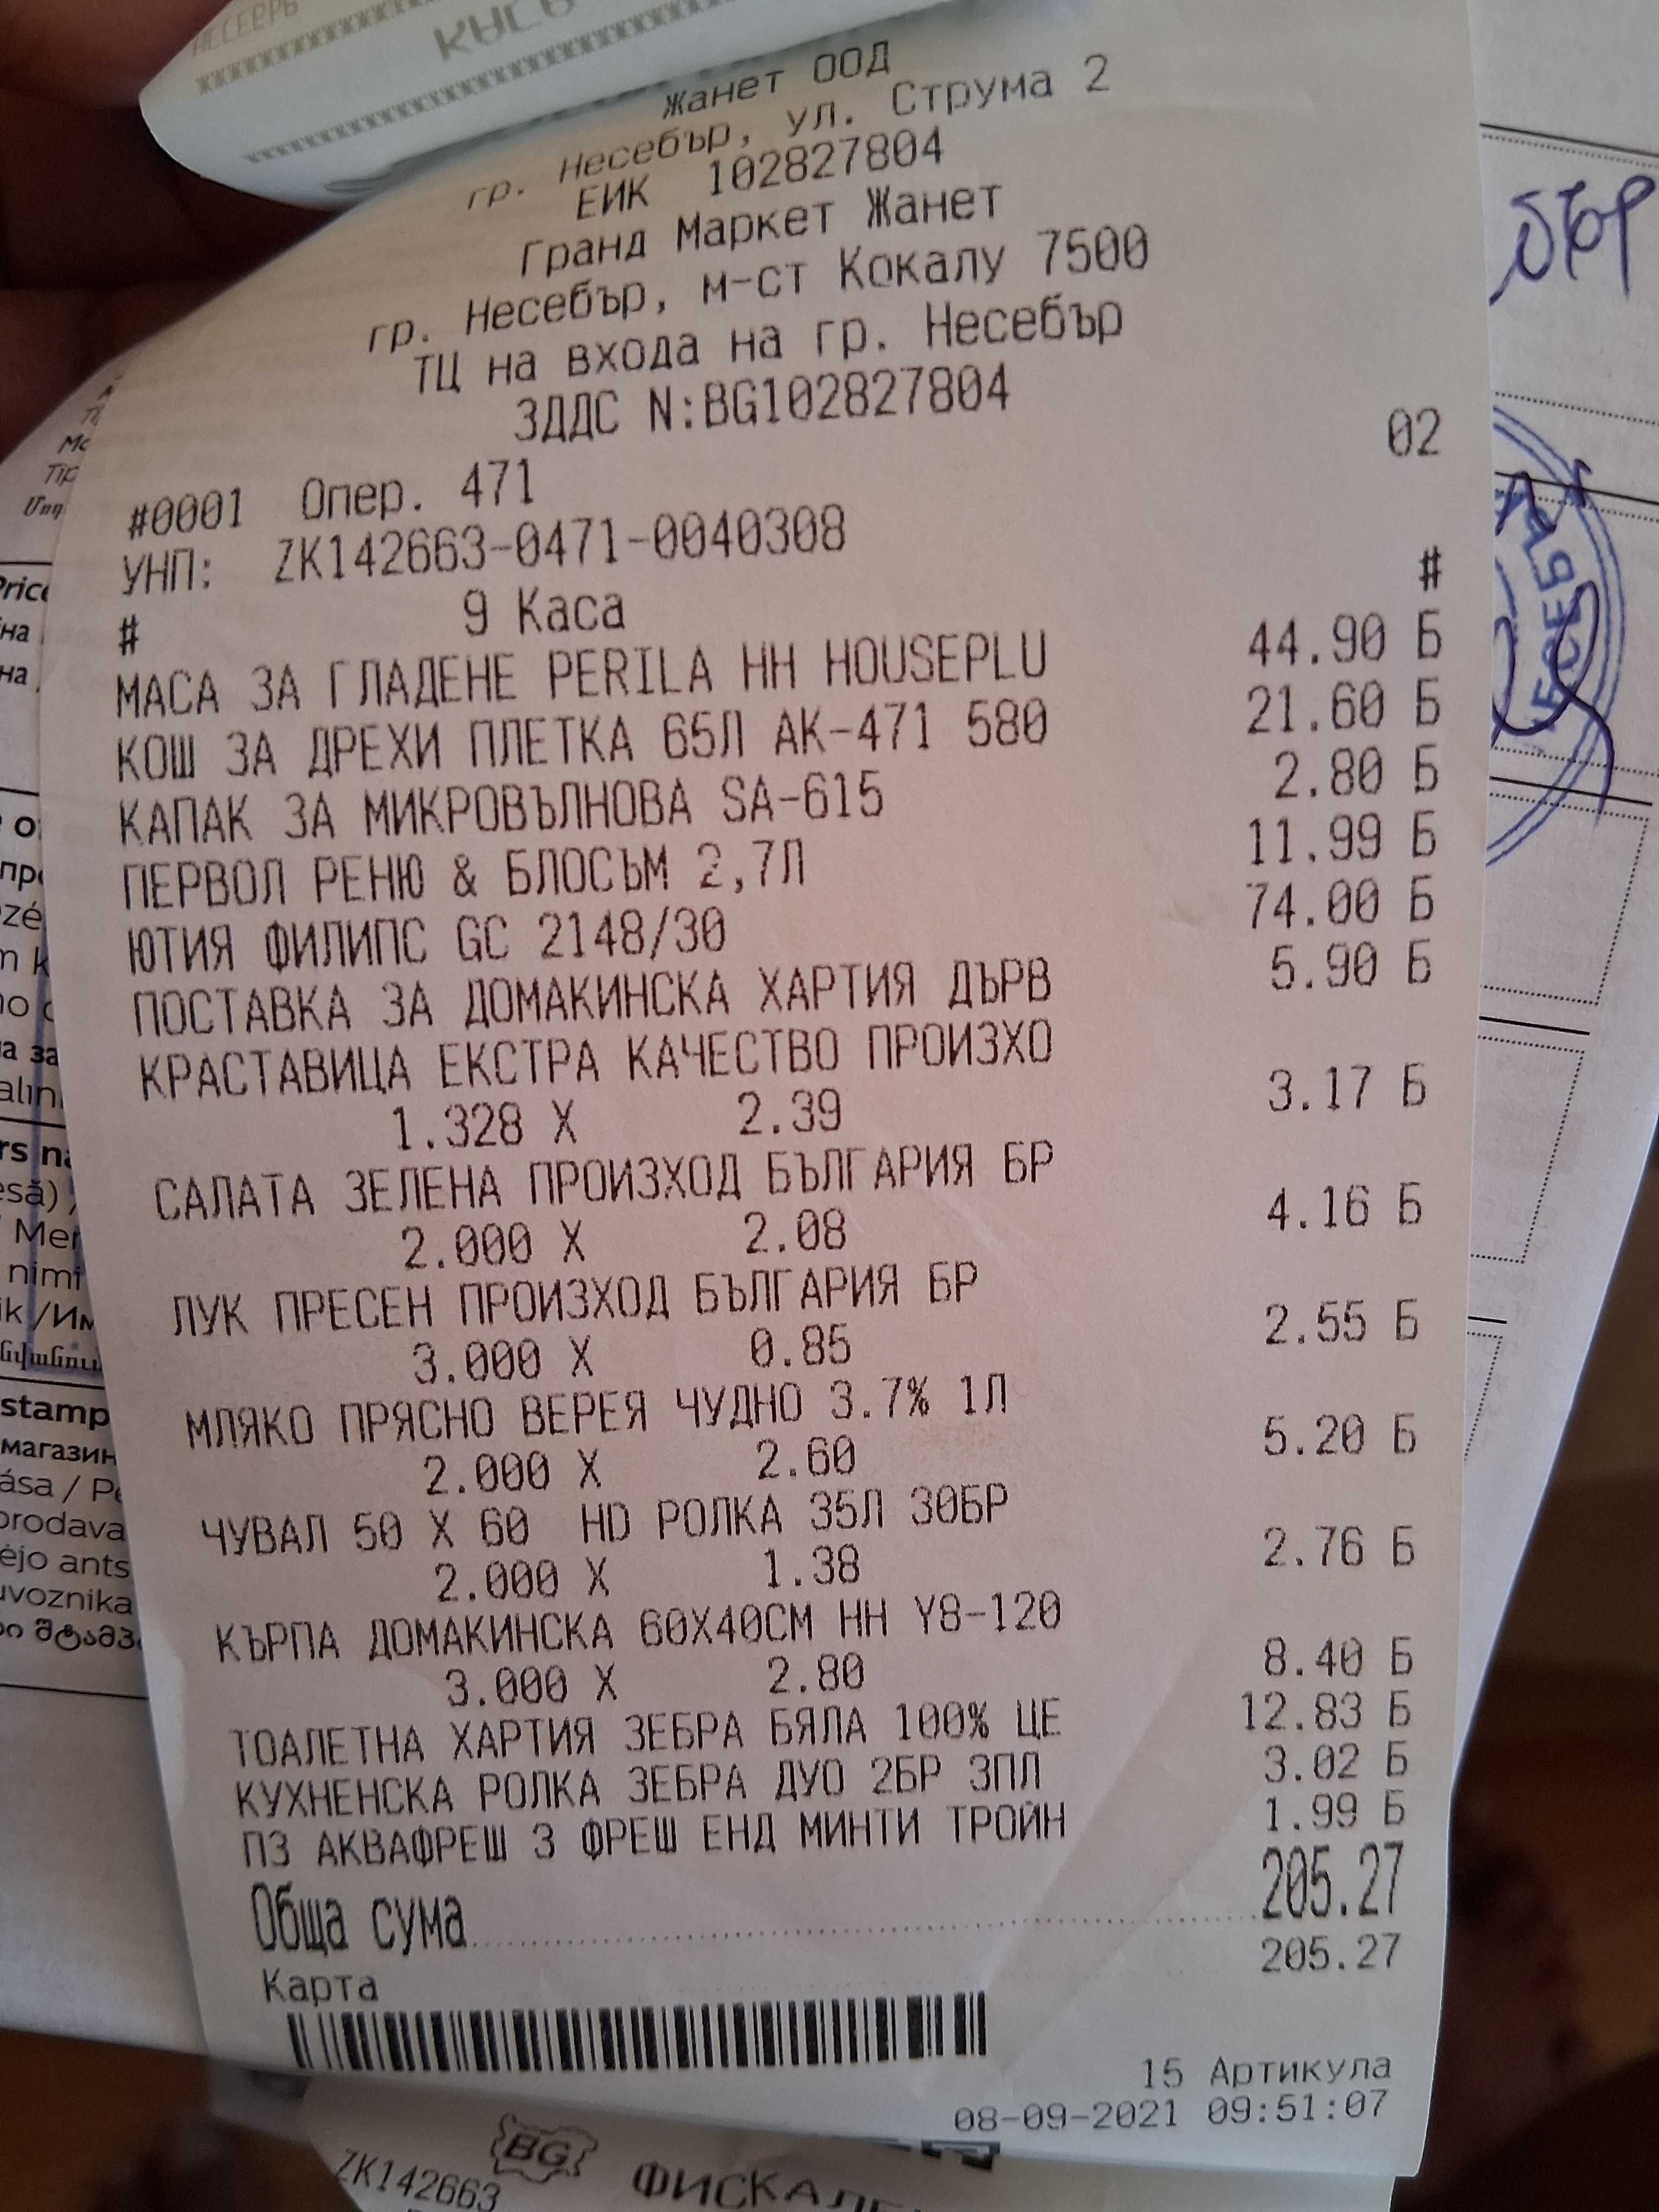 Жанет ООД
гр. Несебър, ул. Струма 2
ЕИК 102827804
Гранд Маркет Жанет
гр. Несебър, м-ст Кокалу 7500
ТЦ на входа на гр. Несебър
ЗДДС N:BG102827804
02
#0001 Опер. 471
УНП: ZK142663-0471-0040308
# 9 Каса #
МАСА ЗА ГЛАДЕНЕ PERILA HH HOUSEPLU 44.90 Б
КОШ ЗА ДРЕХИ ПЛЕТКА 65Л АК-471 580 21.60 Б
КАПАК ЗА МИКРОВЪЛНОВА SA-615 2.80 Б
ПЕРВОЛ РЕНЮ & БЛОСЪМ 2,7Л 11.99 Б
ЮТИЯ ФИЛИПС GC 2148/30 74.00 Б
ПОСТАВКА ЗА ДОМАКИНСКА ХАРТИЯ ДЪРВ 5.90 Б
КРАСТАВИЦА ЕКСТРА КАЧЕСТВО ПРОИЗХО
1.328 X 2.39 3.17 Б
САЛАТА ЗЕЛЕНА ПРОИЗХОД БЪЛГАРИЯ БР
2.000 X 2.08 4.16 Б
ЛУК ПРЕСЕН ПРОИЗХОД БЪЛГАРИЯ БР
3.000 X 0.85 2.55 Б
МЛЯКО ПРЯСНО ВЕРЕЯ ЧУДНО 3.7% 1Л
2.000 X 2.60 5.20 Б
ЧУВАЛ 50 X 60 HD РОЛКА 35Л 30БР
2.000 X 1.38 2.76 Б
КЪРПА ДОМАКИНСКА 60X40СМ НН Y8-120
3.000 X 2.80 8.40 Б
ТОАЛЕТНА ХАРТИЯ ЗЕБРА БЯЛА 100% ЦЕ 12.83 Б
КУХНЕНСКА РОЛКА ЗЕБРА ДУО 2БР 3ПЛ 3.02 Б
ПЗ АКВАФРЕШ 3 ФРЕШ ЕНД МИНТИ ТРОЙН 1.99 Б
Обща сума 205.27
Карта 205.27
15 Артикула
08-09-2021 09:51:07
BG
ZK142663
stamp
магазин